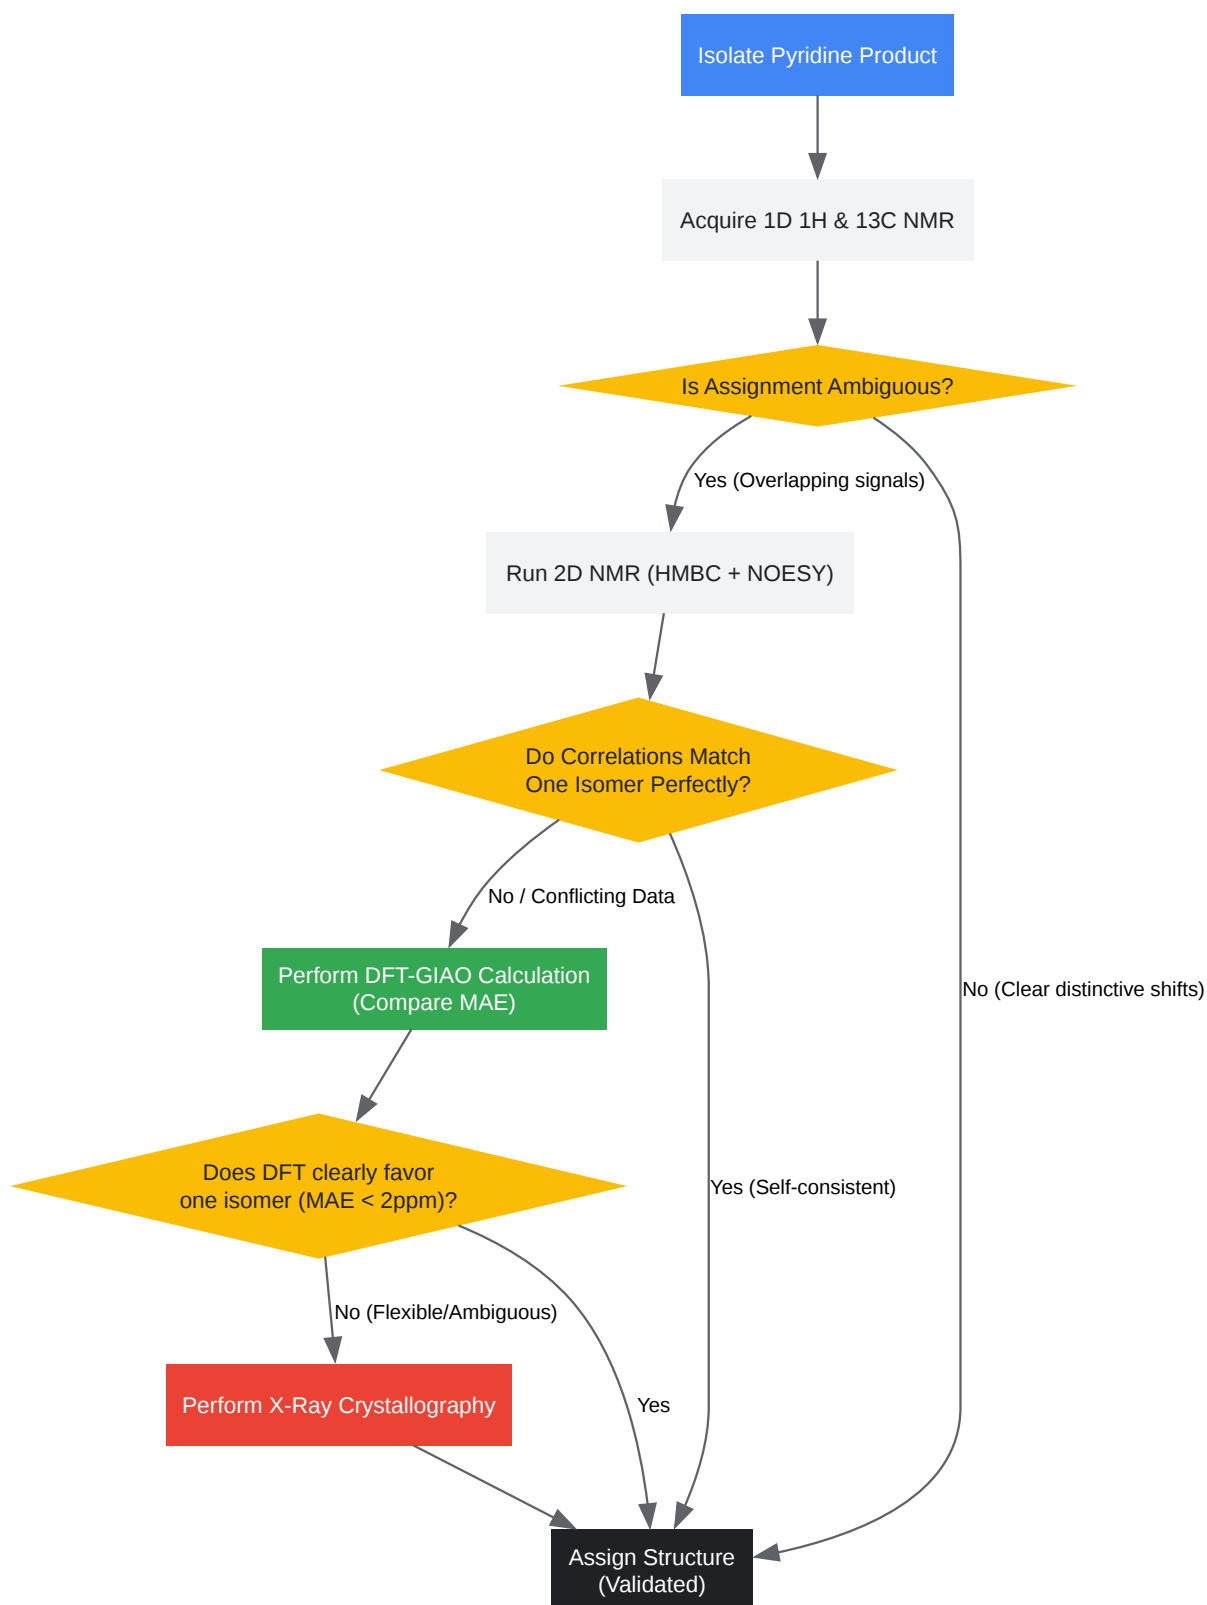 Isolate Pyridine Product
Acquire 1D 1H & 13C NMR
Is Assignment Ambiguous?
Yes (Overlapping signals)
Run 2D NMR (HMBC + NOESY)
Do Correlations Match
One Isomer Perfectly?
No / Conflicting Data
Perform DFT-GIAO Calculation
(Compare MAE)
No (Clear distinctive shifts)
Does DFT clearly favor
one isomer (MAE < 2ppm)?
Yes (Self-consistent)
No (Flexible/Ambiguous)
Perform X-Ray Crystallography
Yes
Assign Structure
(Validated)